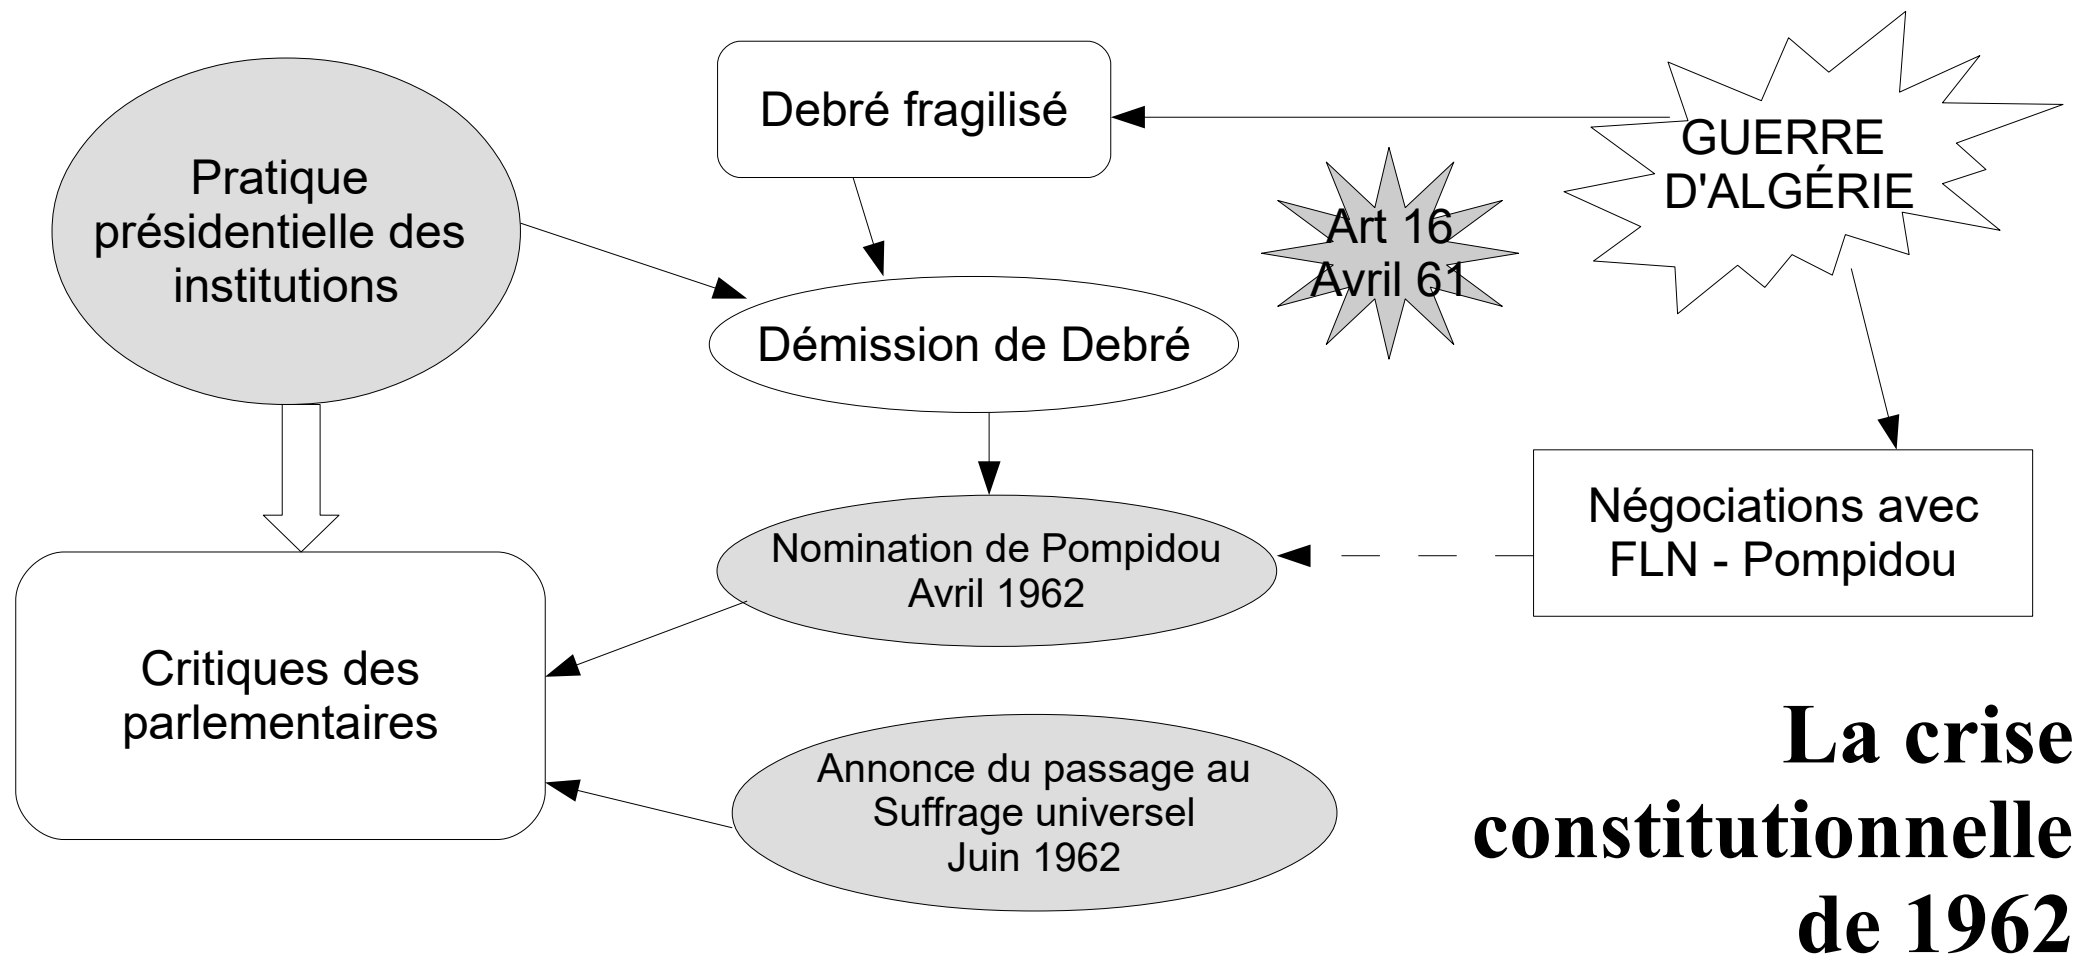 Debré fragilisé
GUERRE
D'ALGÉRIE
Pratique
présidentielle des
institutions
Art 16
Avril 61
Démission de Debré
Négociations avec
FLN - Pompidou
Nomination de Pompidou
Avril 1962
Critiques des
parlementaires
Annonce du passage au
Suffrage universel
Juin 1962
La crise
constitutionnelle
de 1962